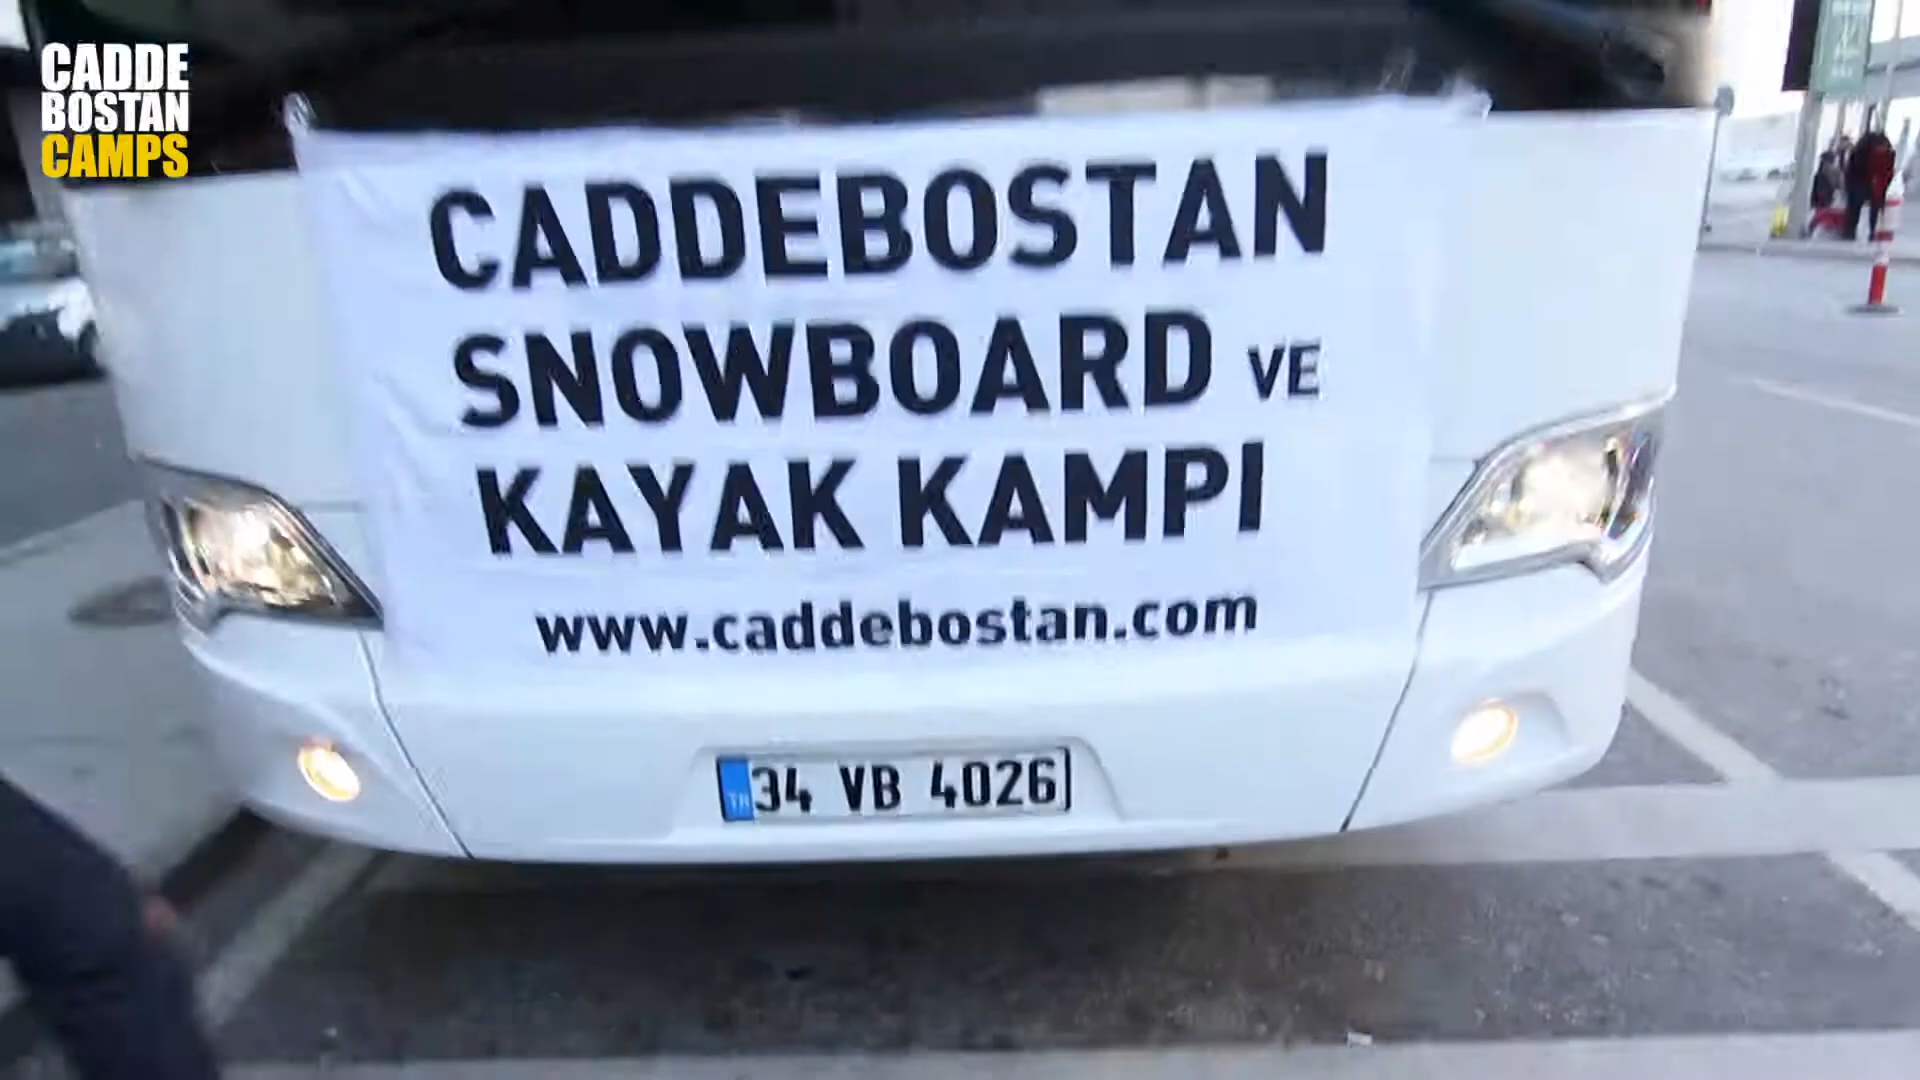 CADDE
BOSTAN
CAMPS
CADDEBOSTAN
SNOWBOARD VE
KAYAK KAMPI
www.caddebostan.com
TR 34 VB 4026